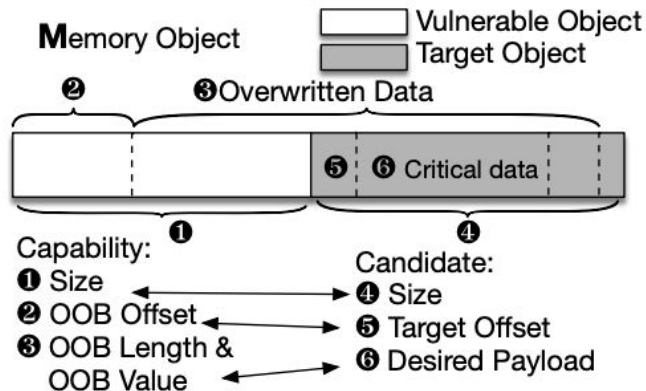 Memory Object
Vulnerable Object
Target Object
❷
❸Overwritten Data
❺
❻ Critical data
❶
❹
Capability:
❶ Size
❷ OOB Offset
❸ OOB Length &
OOB Value
Candidate:
❹ Size
❺ Target Offset
❻ Desired Payload